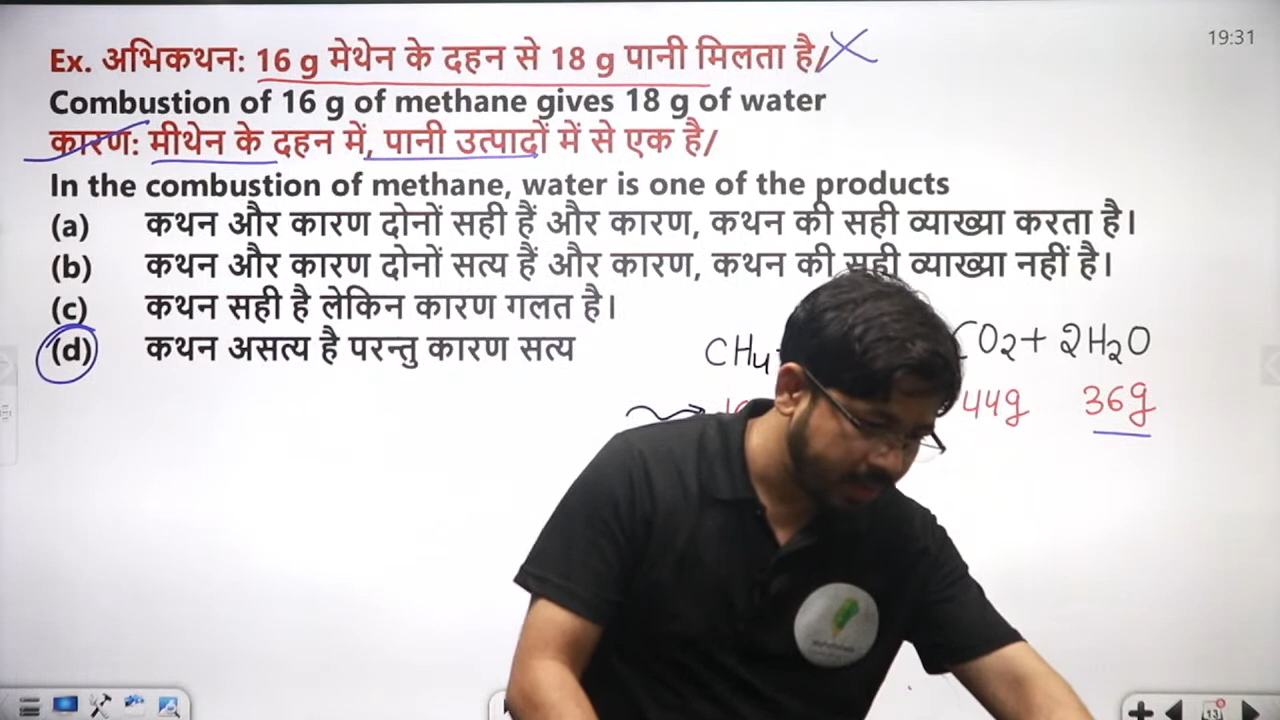 19:31
Ex. अभिकथन: 16 g मेथेन के दहन से 18 g पानी मिलता है/
Combustion of 16 g of methane gives 18 g of water
कारण: मीथेन के दहन में, पानी उत्पादों में से एक है/
In the combustion of methane, water is one of the products
(a) कथन और कारण दोनों सही हैं और कारण, कथन की सही व्याख्या करता है।
(b) कथन और कारण दोनों सत्य हैं और कारण, कथन की सही व्याख्या नहीं है।
(c) कथन सही है लेकिन कारण गलत है।
(d) कथन असत्य है परन्तु कारण सत्य
CH4 CO2 + 2H2O
44g 36g
13